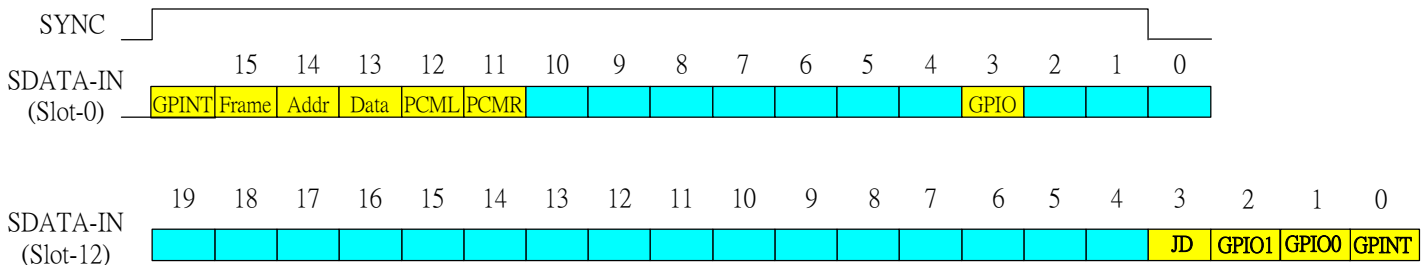 SYNC
15 14 13 12 11 10 9 8 7 6 5 4 3 2 1 0
SDATA-IN
(Slot-0)
GPINT Frame Addr Data PCML PCMR GPIO
19 18 17 16 15 14 13 12 11 10 9 8 7 6 5 4 3 2 1 0
SDATA-IN
(Slot-12)
JD GPIO1 GPIO0 GPINT